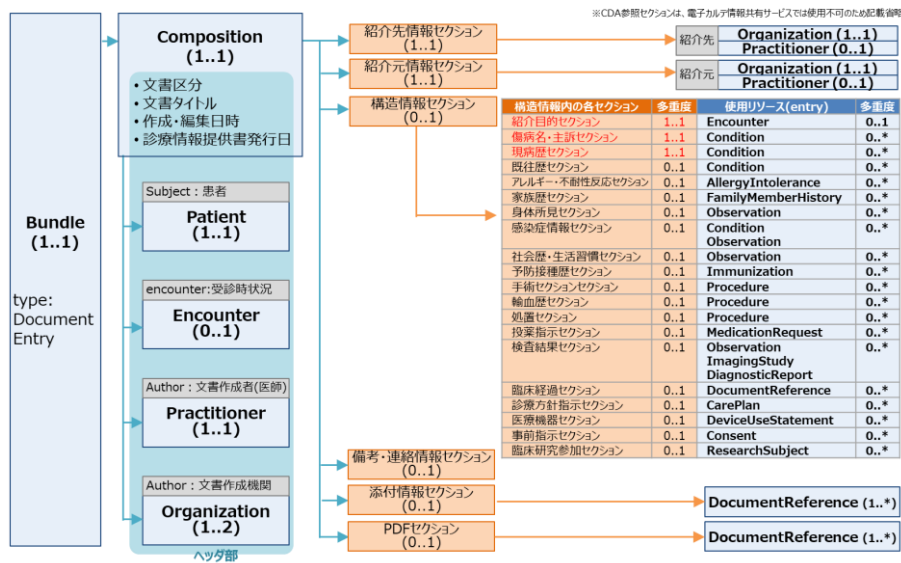 ※CDA参照セクションは、電子カルテ情報共有サービスでは使用不可のため記載省略
Bundle
(1..1)
type:
Document
Entry
Composition
(1..1)
• 文書区分
• 文書タイトル
• 作成・編集日時
• 診療情報提供書発行日
Subject：患者
Patient
(1..1)
encounter:受診時状況
Encounter
(0..1)
Author：文書作成者(医師)
Practitioner
(1..1)
Author：文書作成機関
Organization
(1..2)
ヘッダ部
紹介先情報セクション
(1..1)
紹介元情報セクション
(1..1)
構造情報セクション
(0..1)
備考・連絡情報セクション
(0..1)
添付情報セクション
(0..1)
PDFセクション
(0..1)
紹介先
Organization (1..1)
Practitioner (0..1)
紹介元
Organization (1..1)
Practitioner (0..1)
構造情報内の各セクション 多重度 使用リソース(entry) 多重度
紹介目的セクション 1..1 Encounter 0..1
傷病名・主訴セクション 1..1 Condition 0..*
現病歴セクション 1..1 Condition 0..*
既往歴セクション 0..1 Condition 0..*
アレルギー・不耐性反応セクション 0..1 AllergyIntolerance 0..*
家族歴セクション 0..1 FamilyMemberHistory 0..*
身体所見セクション 0..1 Observation 0..*
感染症情報セクション 0..1 Condition 0..*
Observation
社会歴・生活習慣セクション 0..1 Observation 0..*
予防接種歴セクション 0..1 Immunization 0..*
手術セクションセクション 0..1 Procedure 0..*
輸血歴セクション 0..1 Procedure 0..*
処置セクション 0..1 Procedure 0..*
投薬指示セクション 0..1 MedicationRequest 0..*
検査結果セクション 0..1 Observation 0..*
ImagingStudy
DiagnosticReport
臨床経過セクション 0..1 DocumentReference 0..*
診療方針指示セクション 0..1 CarePlan 0..*
医療機器セクション 0..1 DeviceUseStatement 0..*
事前指示セクション 0..1 Consent 0..*
臨床研究参加セクション 0..1 ResearchSubject 0..*
DocumentReference (1..*)
DocumentReference (1..*)